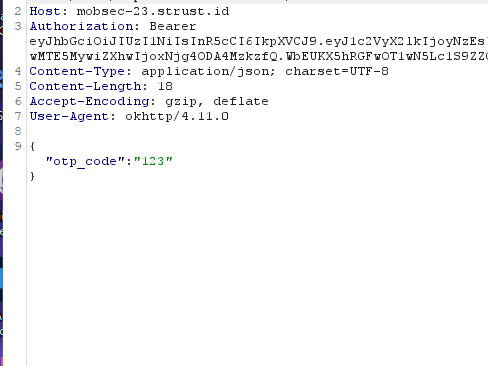 2 Host: mobsec-23.strust.id
3 Authorization: Bearer
eyJhbGciOiJIUzI1NiIsInR5cCI6IkpXVCJ9.eyJ1c2VyX2lkIjoyNzEs
wMTE5MywiZXhwIjoxNjg4ODA4MzkzfQ.WbEUKX5hRGFwOT1wN5Lc1S9ZZ
4 Content-Type: application/json; charset=UTF-8
5 Content-Length: 18
6 Accept-Encoding: gzip, deflate
7 User-Agent: okhttp/4.11.0
8
9 {
"otp_code":"123"
}